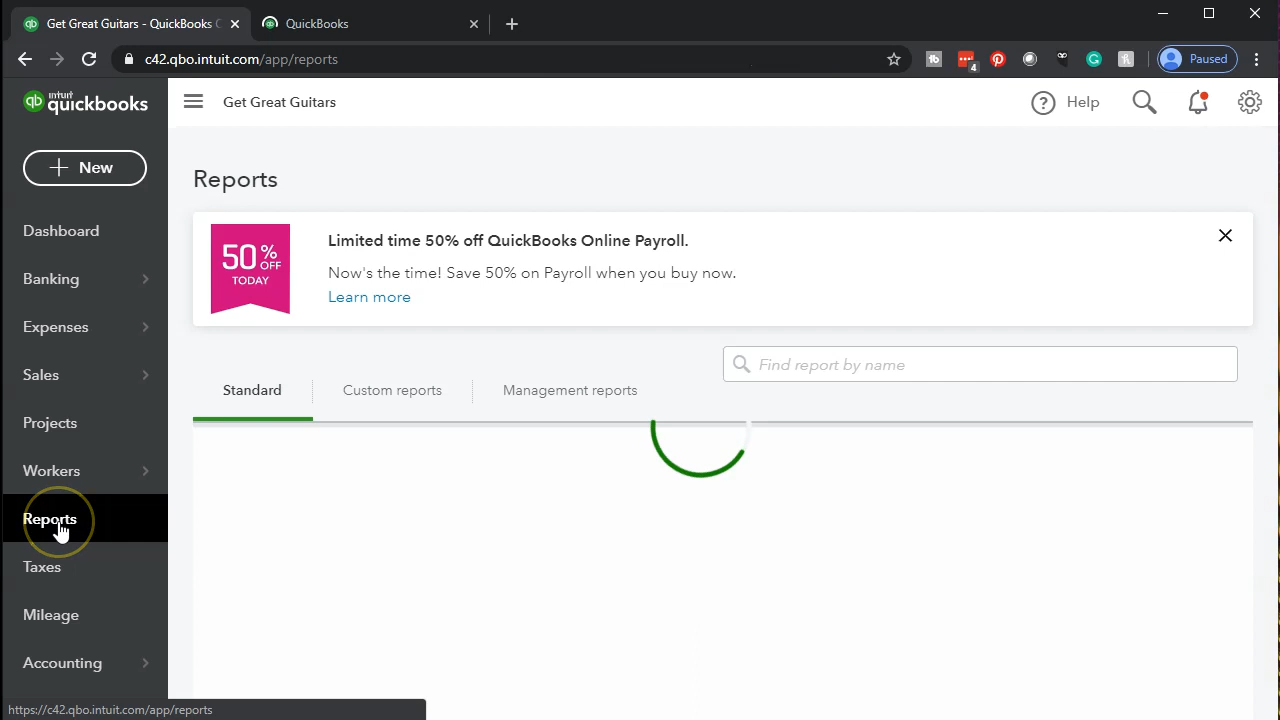 Get Great Guitars - QuickBooks
QuickBooks
c42.qbo.intuit.com/app/reports
4
Paused
intuit
quickbooks
Get Great Guitars
Help
New
Reports
50% OFF
TODAY
Limited time 50% off QuickBooks Online Payroll.
Now's the time! Save 50% on Payroll when you buy now.
Learn more
Dashboard
Banking
Expenses
Sales
Projects
Workers
Reports
Taxes
Mileage
Accounting
Find report by name
Standard
Custom reports
Management reports
https://c42.qbo.intuit.com/app/reports